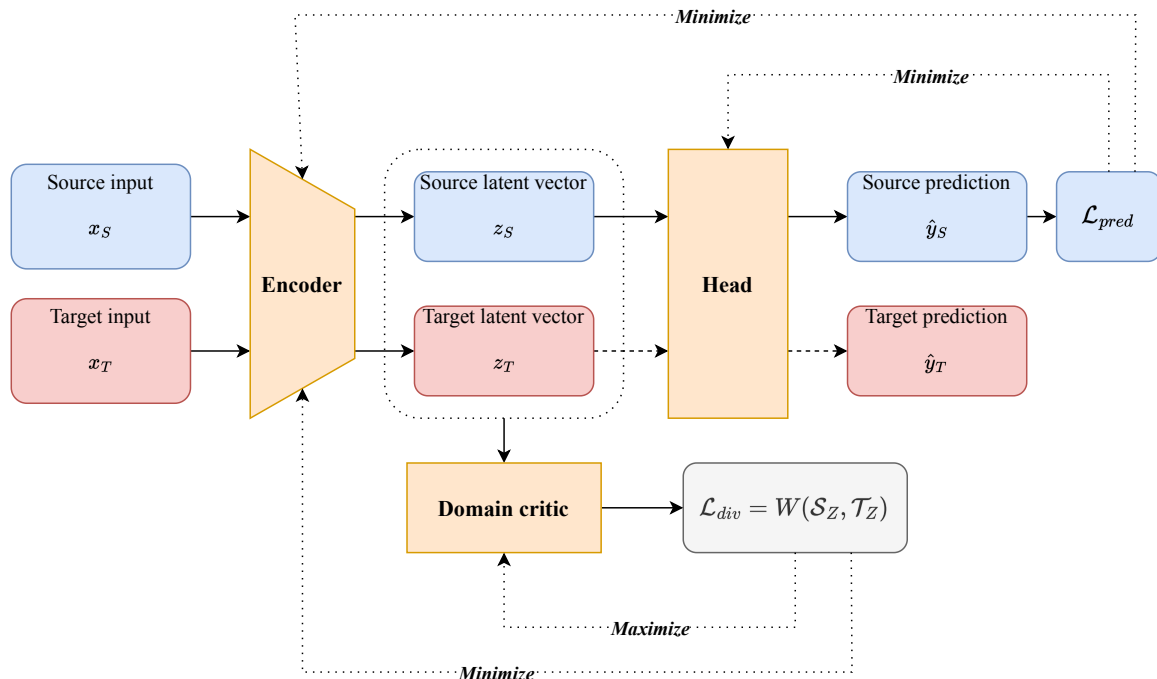 Minimize
Minimize
Source input
x_S
Encoder
Source latent vector
z_S
Head
Source prediction
ŷ_S
ℒ_pred
Target input
x_T
Target latent vector
z_T
Target prediction
ŷ_T
Domain critic
ℒ_div = W(𝒮_Z, 𝒯_Z)
Maximize
Minimize